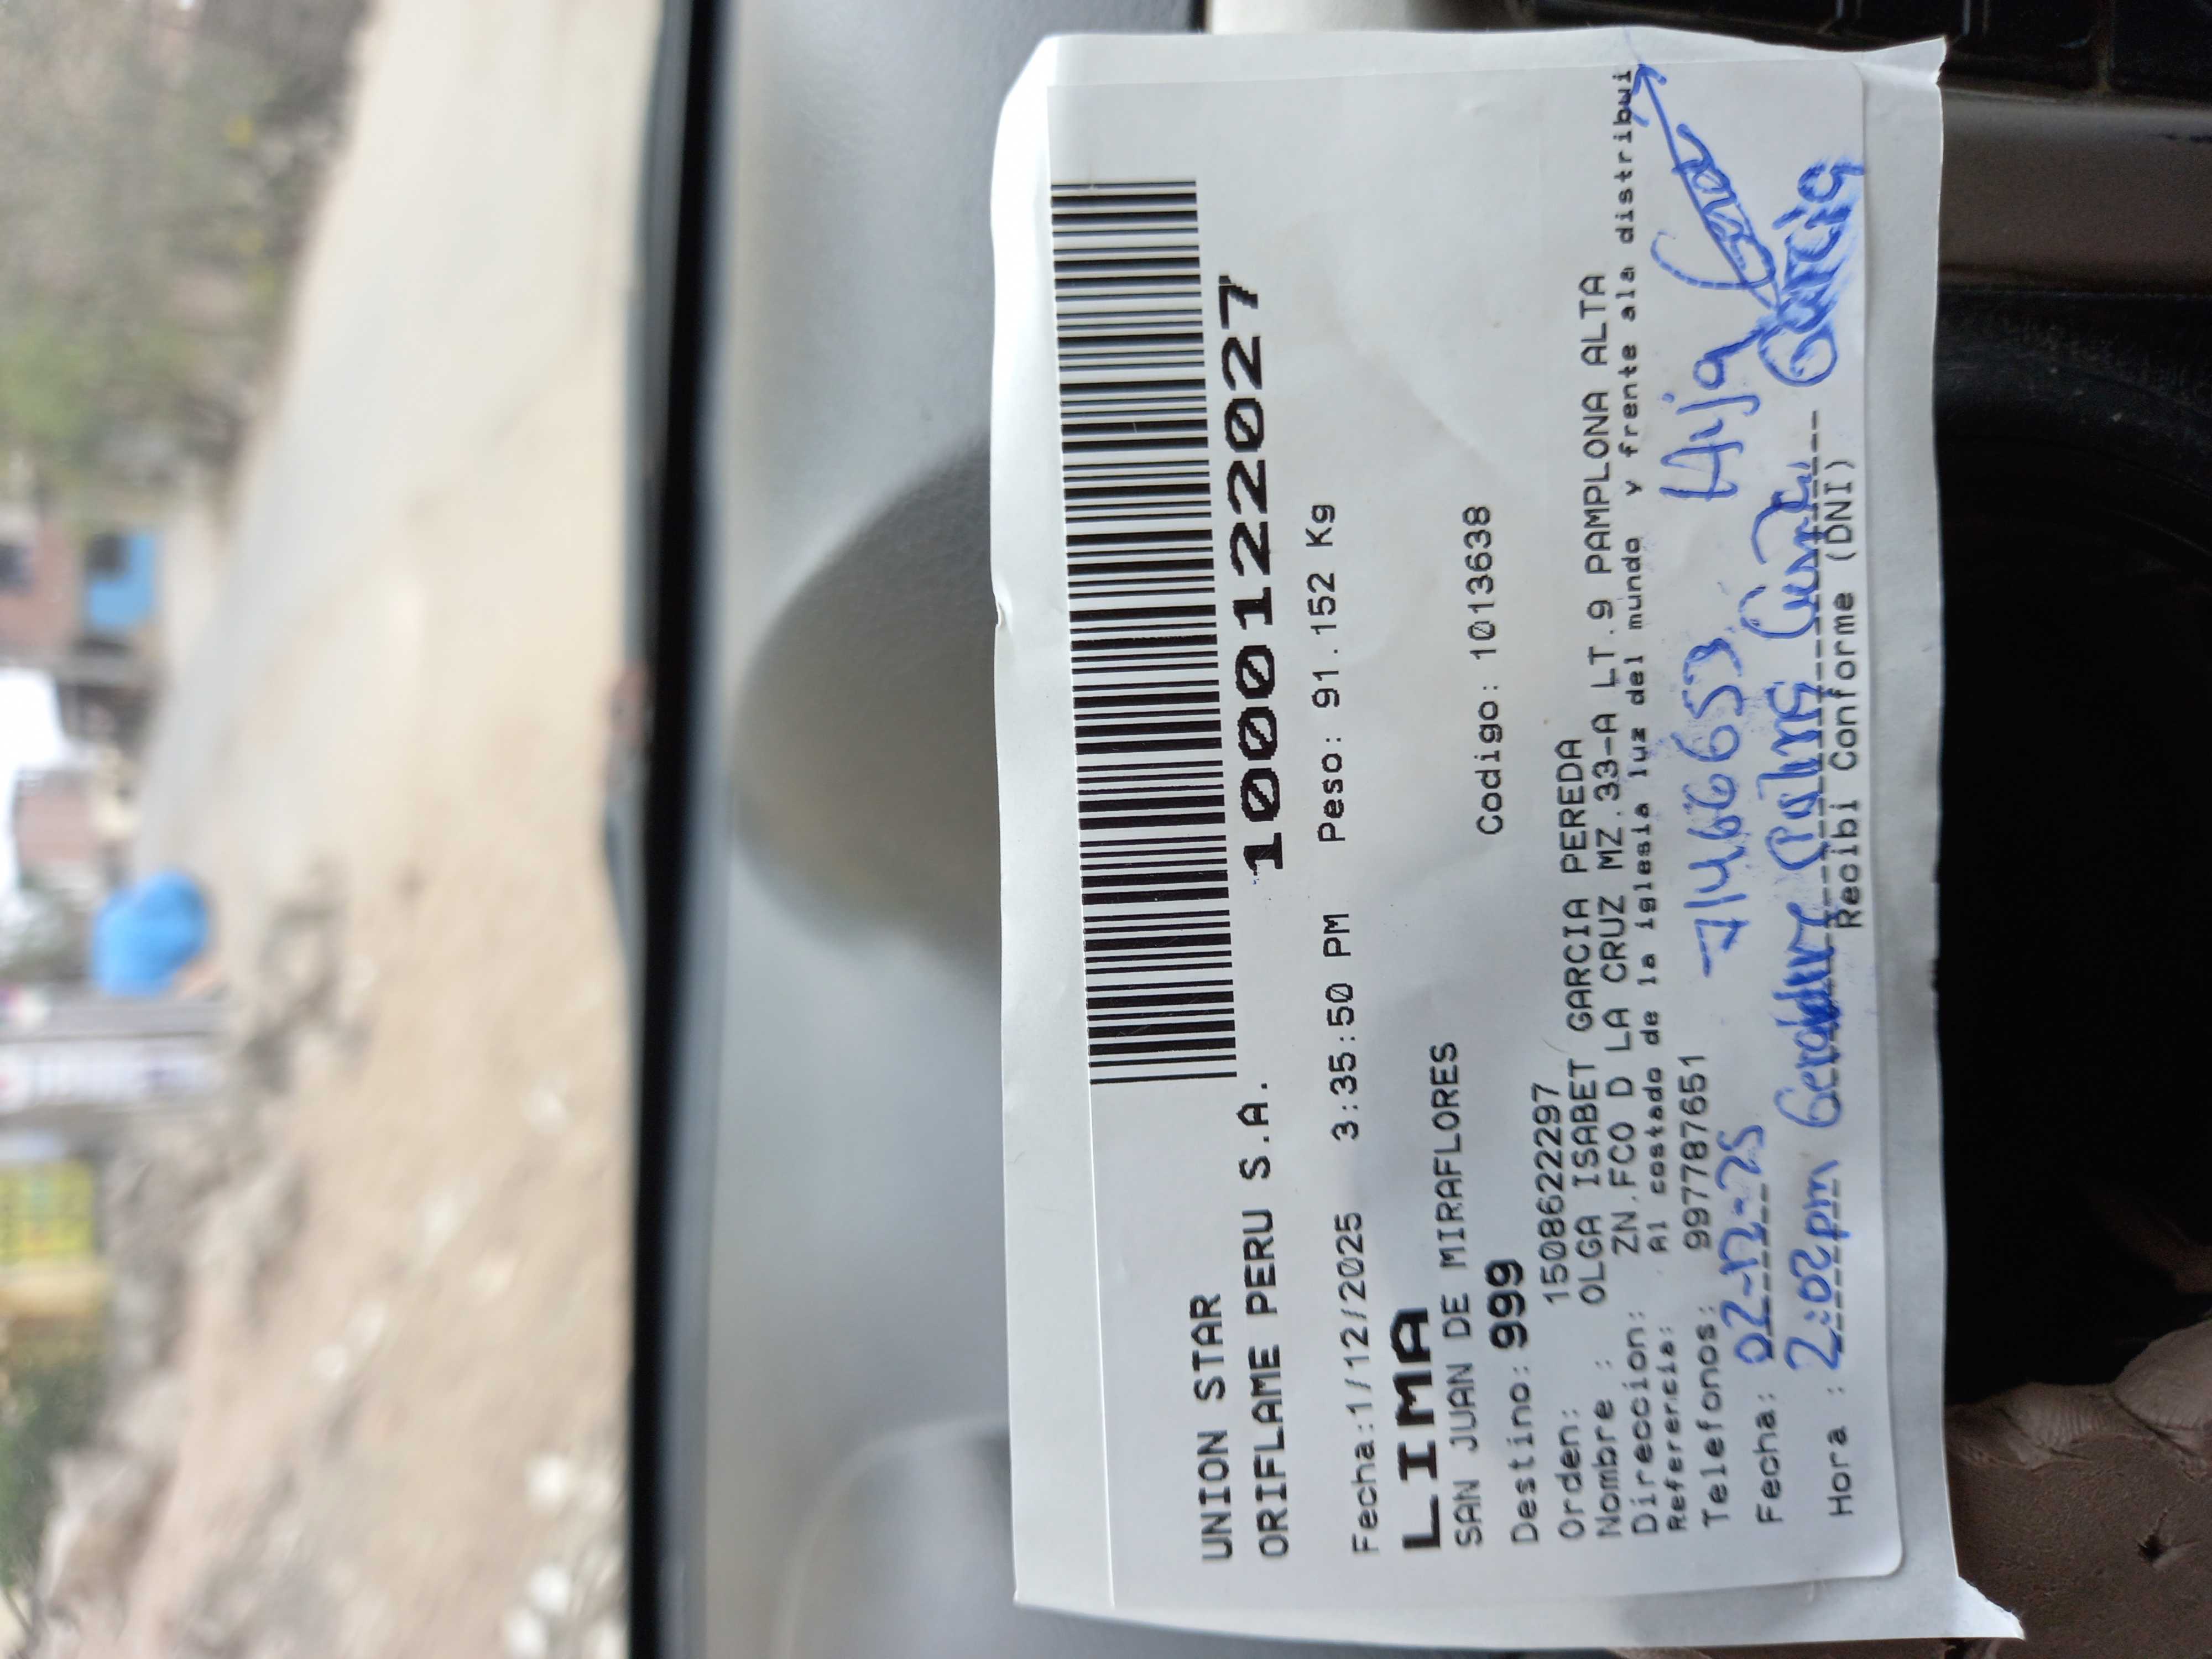 UNION STAR
ORIFLAME PERU S.A. 1000122027
Fecha:1/12/2025 3:35:50 PM Peso: 91.152 Kg
LIMA
SAN JUAN DE MIRAFLORES
Destino: 999 Codigo: 1013638
Orden: 1508622297
Nombre : OLGA ISABET GARCIA PEREDA
Direccion: ZN.FCO D LA CRUZ MZ.33-A LT.9 PAMPLONA ALTA
Referencia: Al costado de la iglesia luz del mundo y frente ala distribui
Telefonos: 997787651
Fecha: 02-12-25 71466653 Hija
Hora : 2:02pm Garcia
Recibi Conforme (DNI)